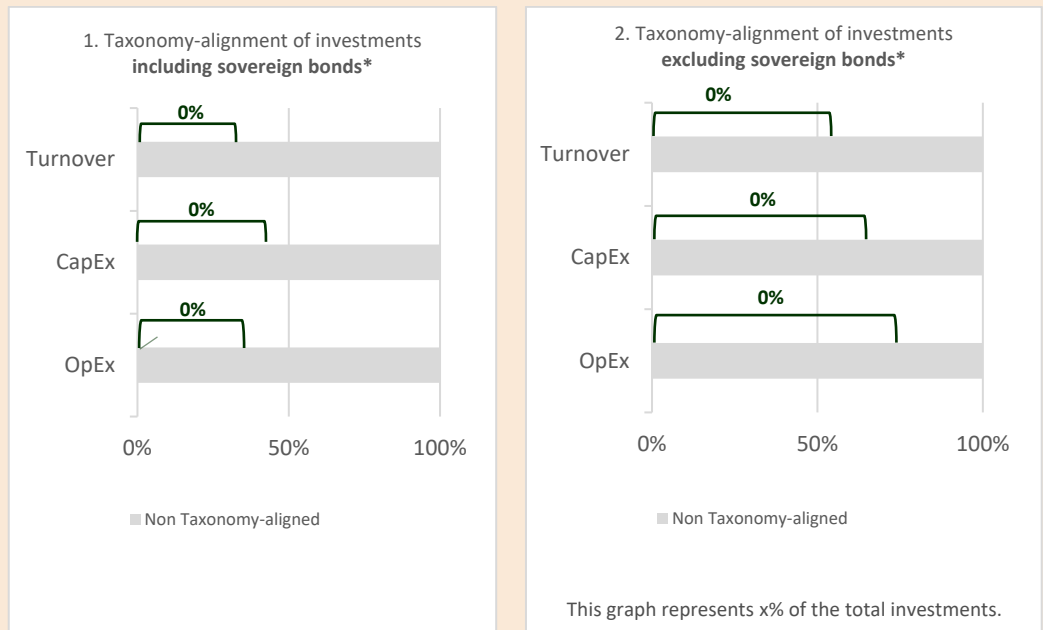 1. Taxonomy-alignment of investments
including sovereign bonds*
0%
Turnover
0%
CapEx
0%
OpEx
0%
50%
100%
Non Taxonomy-aligned
2. Taxonomy-alignment of investments
excluding sovereign bonds*
0%
Turnover
0%
CapEx
0%
OpEx
0%
50%
100%
Non Taxonomy-aligned
This graph represents x% of the total investments.